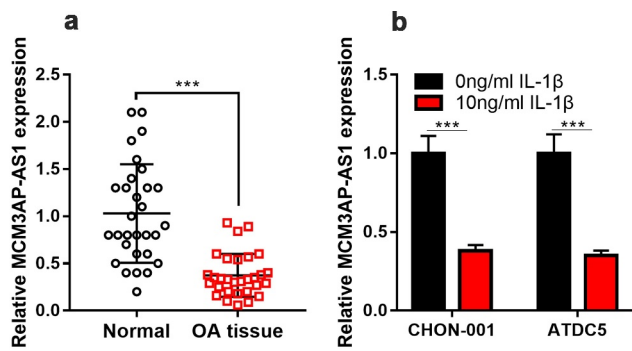 a
Relative MCM3AP-AS1 expression
2.5
2.0
1.5
1.0
0.5
0.0
***
Normal
OA tissue
b
Relative MCM3AP-AS1 expression
1.5
1.0
0.5
0.0
0ng/ml IL-1β
10ng/ml IL-1β
***
***
CHON-001
ATDC5